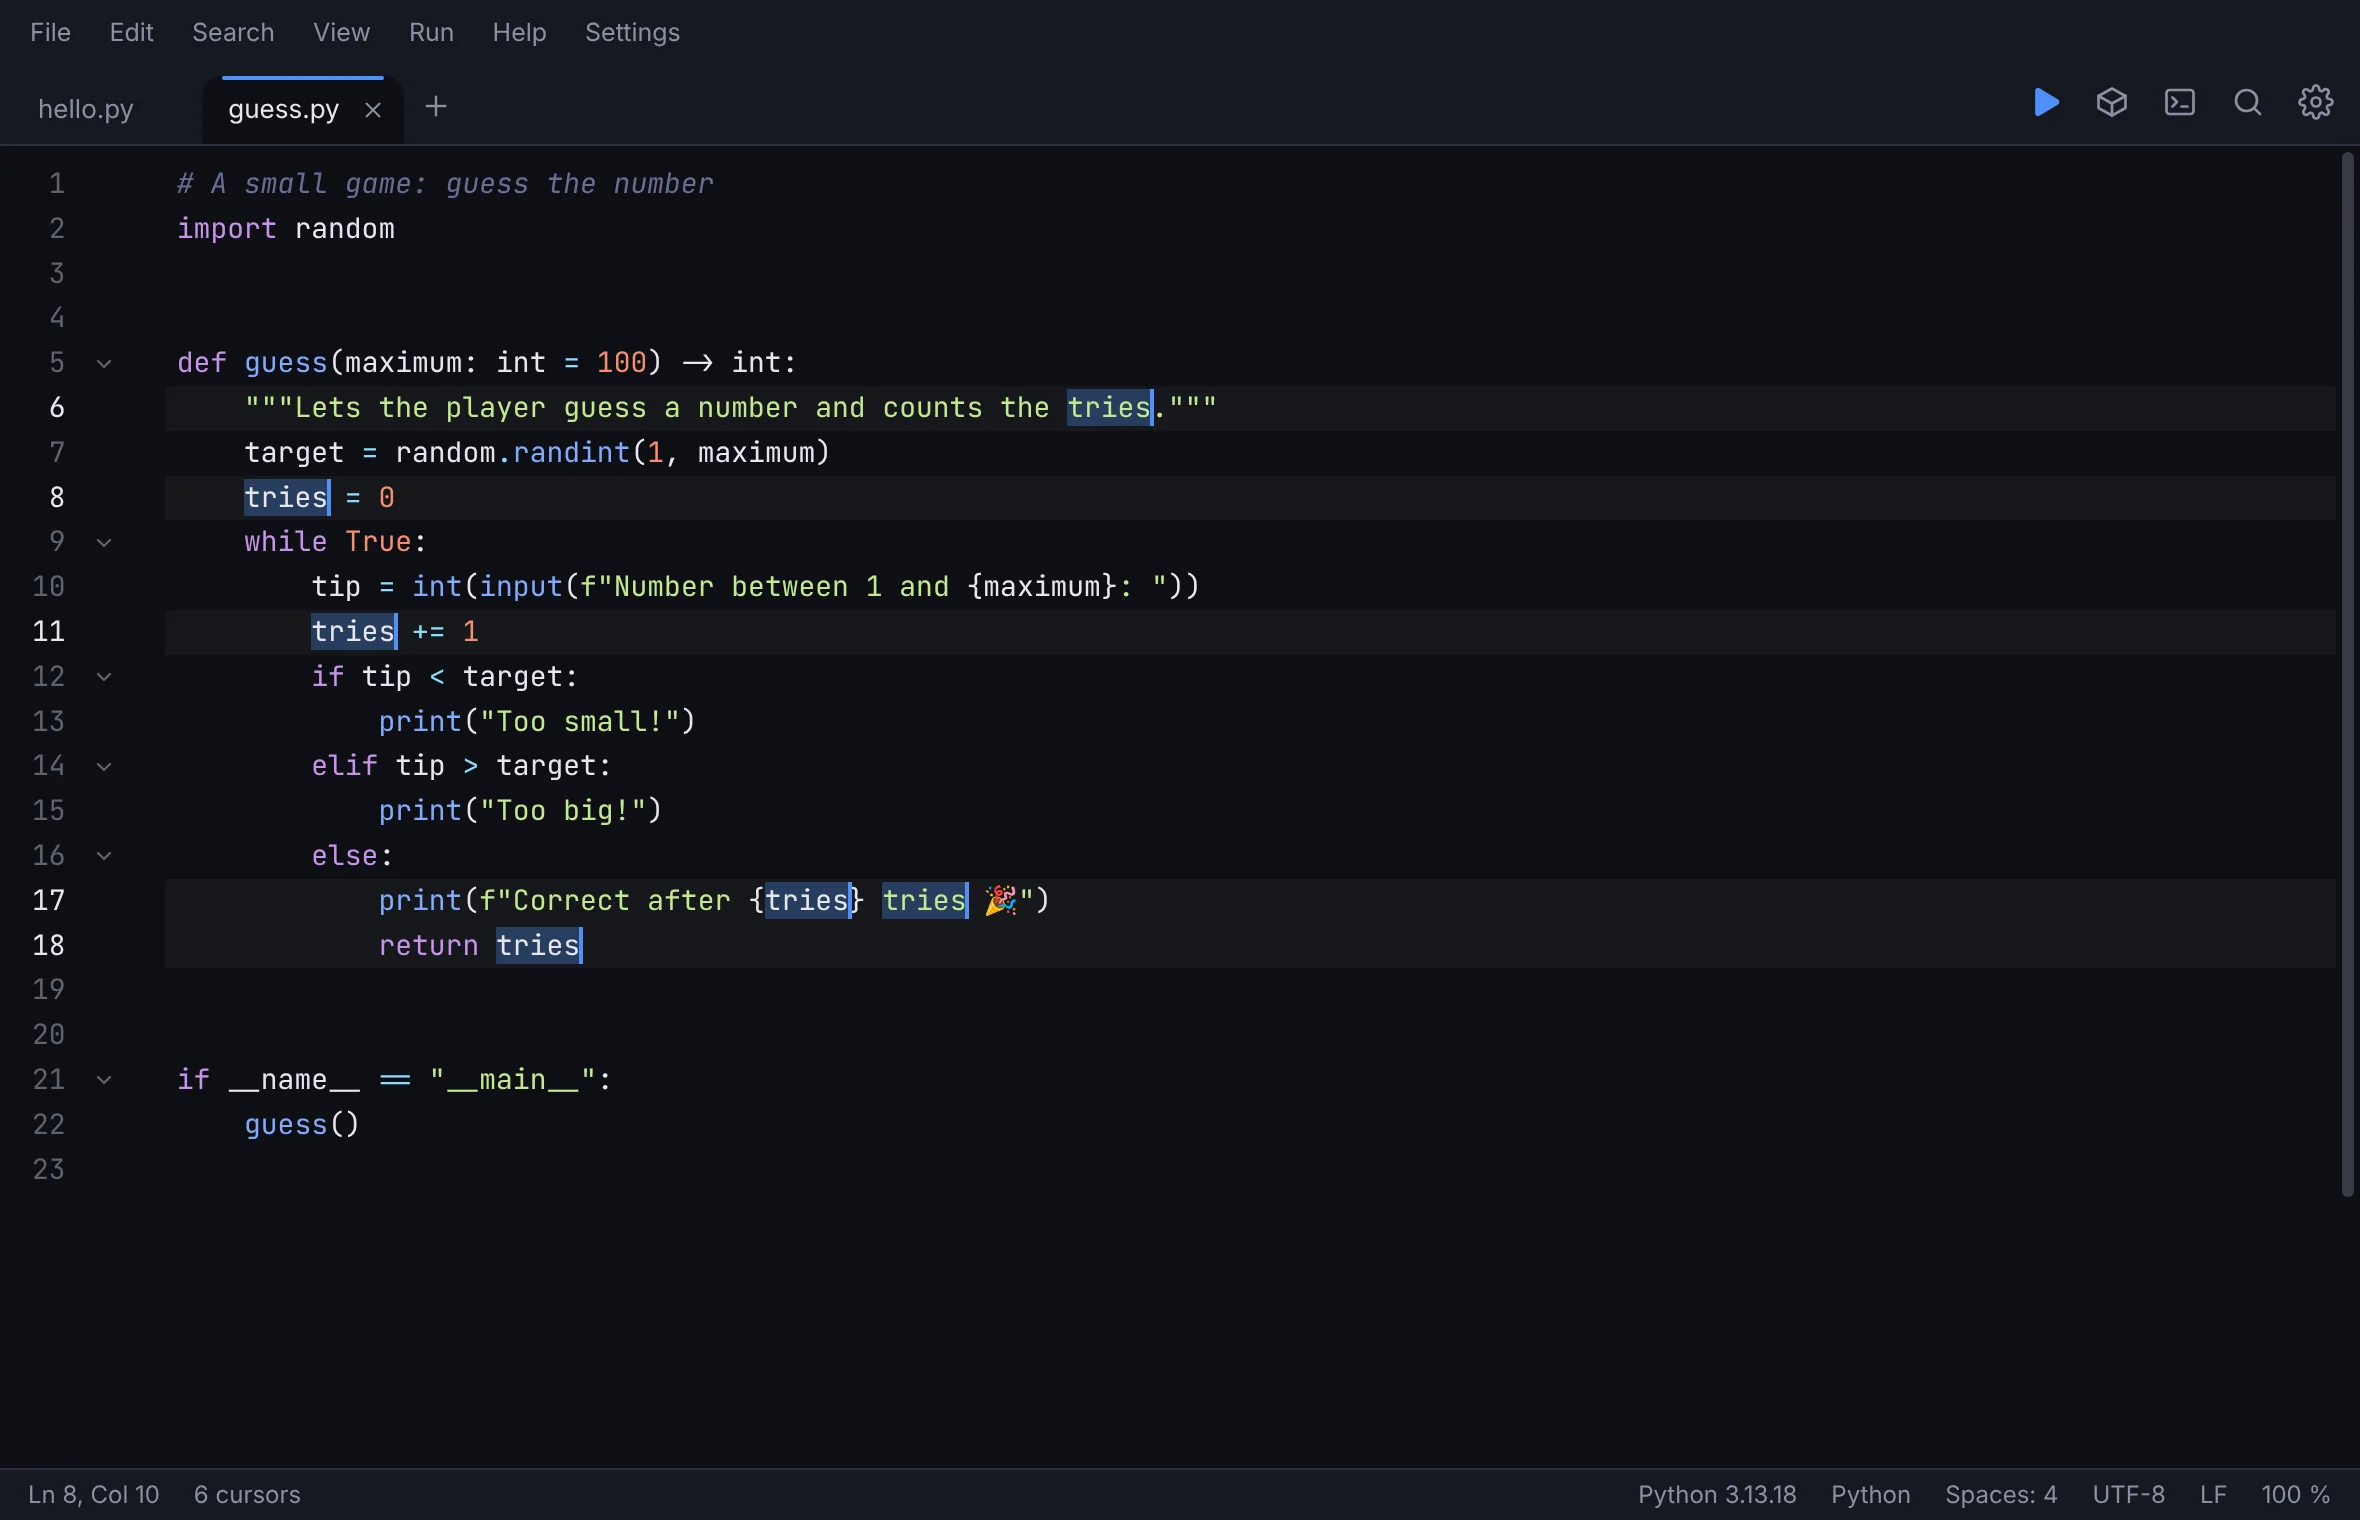 File Edit Search View Run Help Settings
hello.py guess.py
1 # A small game: guess the number
2 import random
3
4
5 def guess(maximum: int = 100) -> int:
6     """Lets the player guess a number and counts the tries."""
7     target = random.randint(1, maximum)
8     tries = 0
9     while True:
10         tip = int(input(f"Number between 1 and {maximum}: "))
11         tries += 1
12         if tip < target:
13             print("Too small!")
14         elif tip > target:
15             print("Too big!")
16         else:
17             print(f"Correct after {tries} tries 🎉")
18             return tries
19
20
21 if __name__ == "__main__":
22     guess()
23
Ln 8, Col 10 6 cursors Python 3.13.18 Python Spaces: 4 UTF-8 LF 100 %